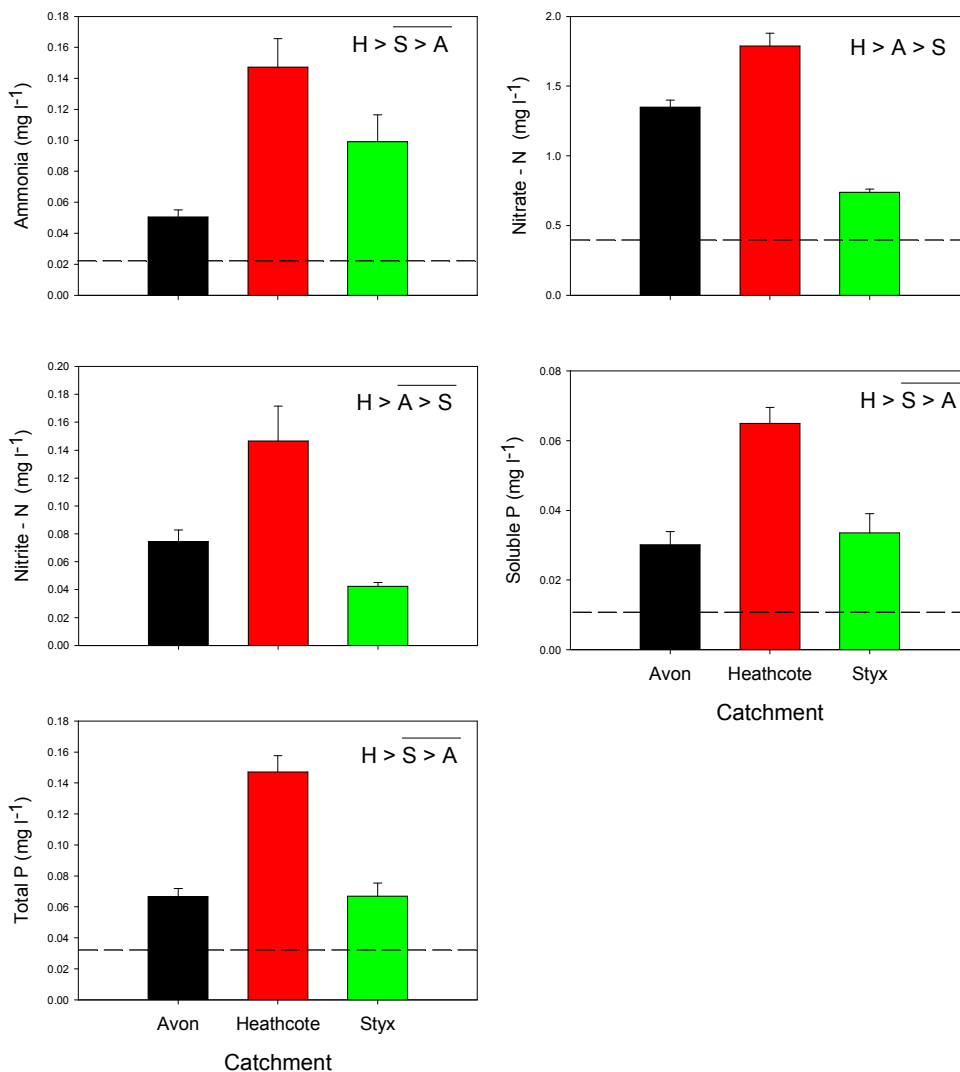 Ammonia (mg l-1)
0.18
0.16
0.14
0.12
0.10
0.08
0.06
0.04
0.02
0.00
H > S > A
Nitrate - N (mg l-1)
2.0
1.5
1.0
0.5
0.0
H > A > S
Nitrite - N (mg l-1)
0.20
0.18
0.16
0.14
0.12
0.10
0.08
0.06
0.04
0.02
0.00
H > A > S
Soluble P (mg l-1)
0.08
0.06
0.04
0.02
0.00
H > S > A
Avon Heathcote Styx
Catchment
Total P (mg l-1)
0.18
0.16
0.14
0.12
0.10
0.08
0.06
0.04
0.02
0.00
H > S > A
Avon Heathcote Styx
Catchment